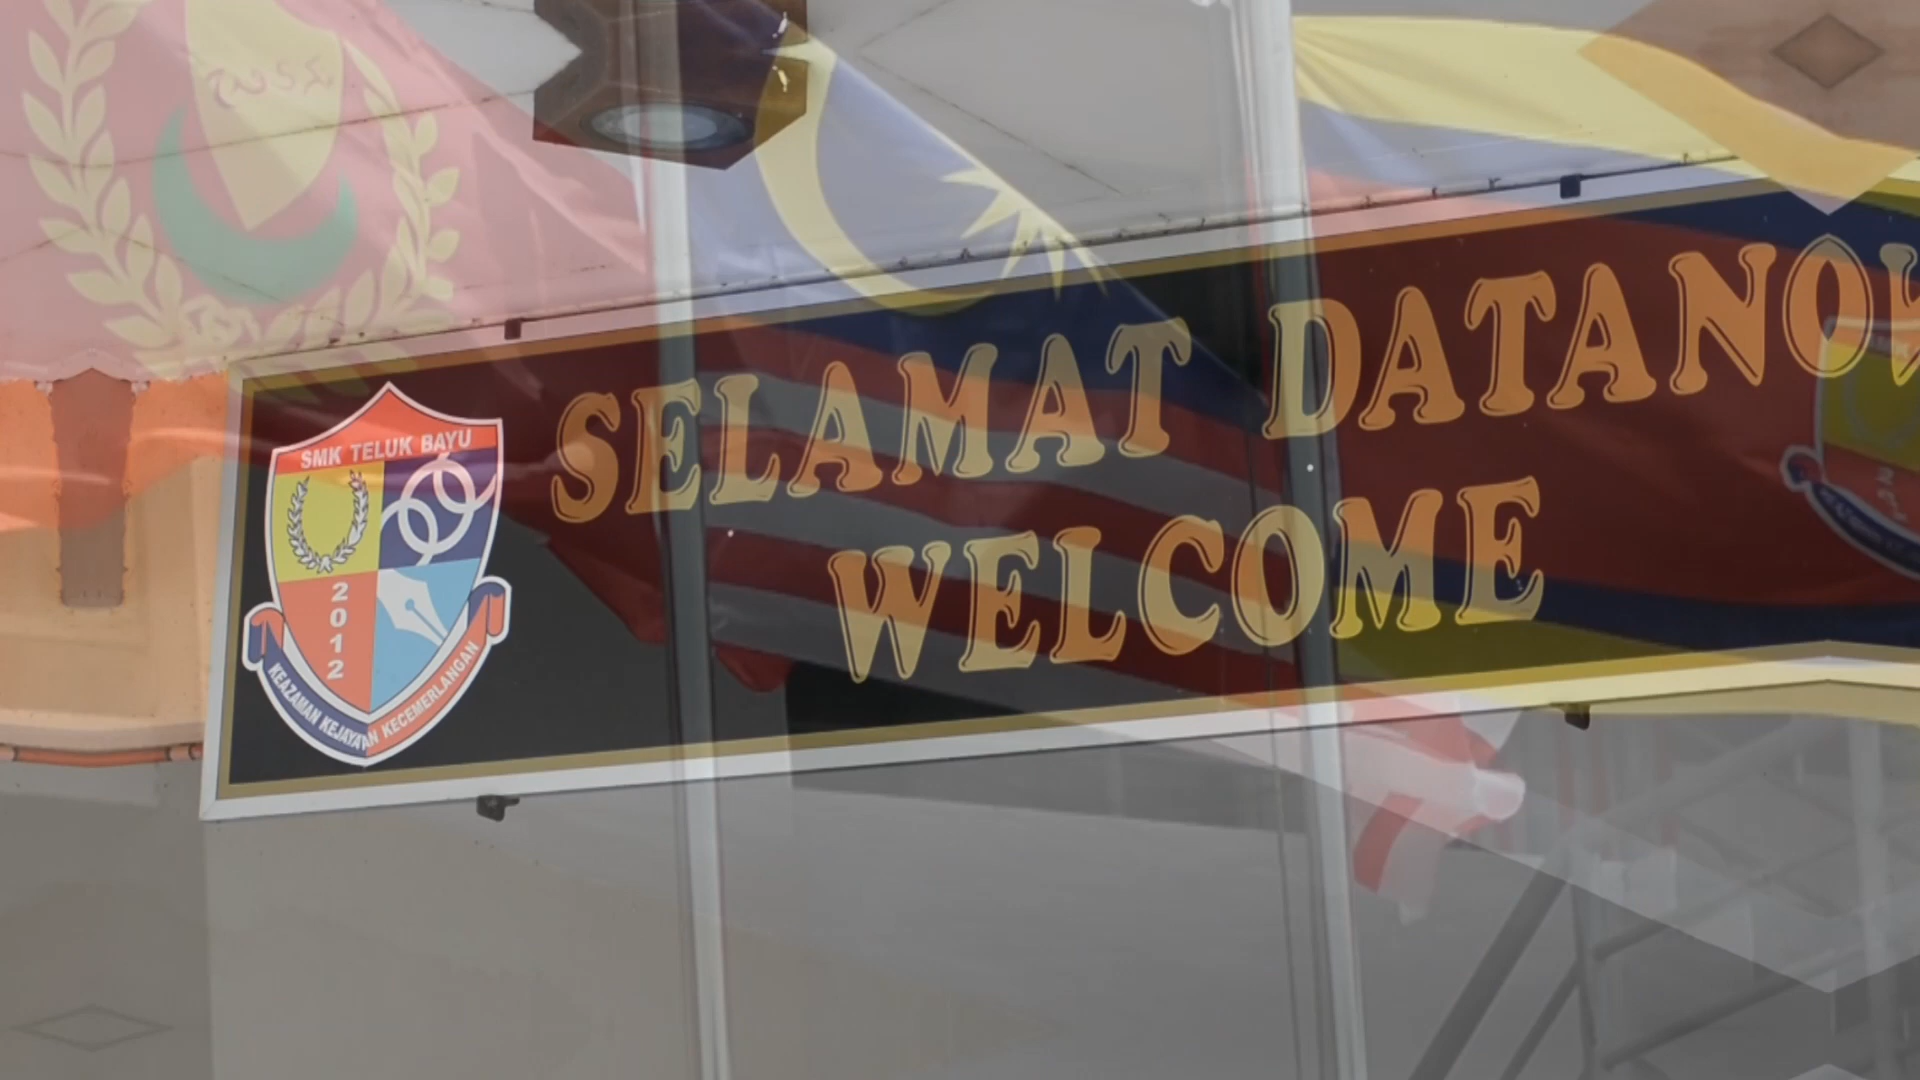 SELAMAT DATANG
WELCOME
SMK TELUK BAYU
2012
KEAZAMAN KEJAYAAN KECEMERLANGAN